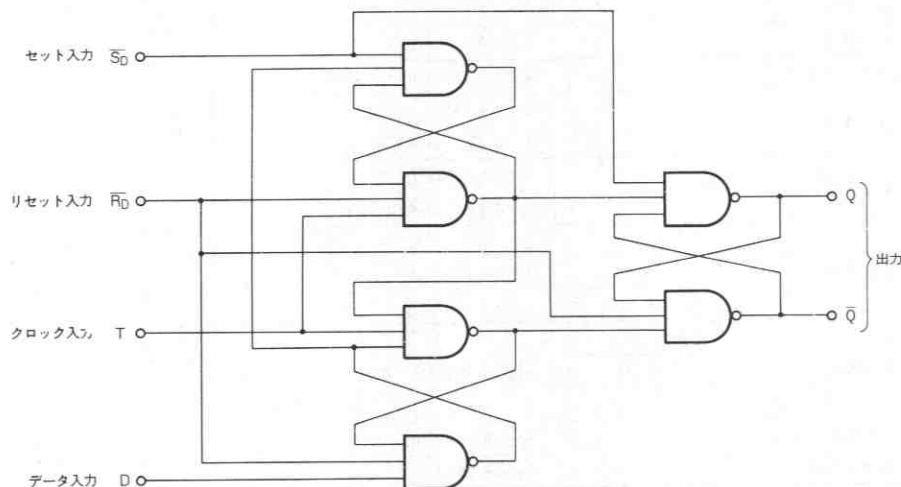 セット入力 S̅D̅
リセット入力 R̅D̅
クロック入力 T
データ入力 D
Q
Q̅
出力